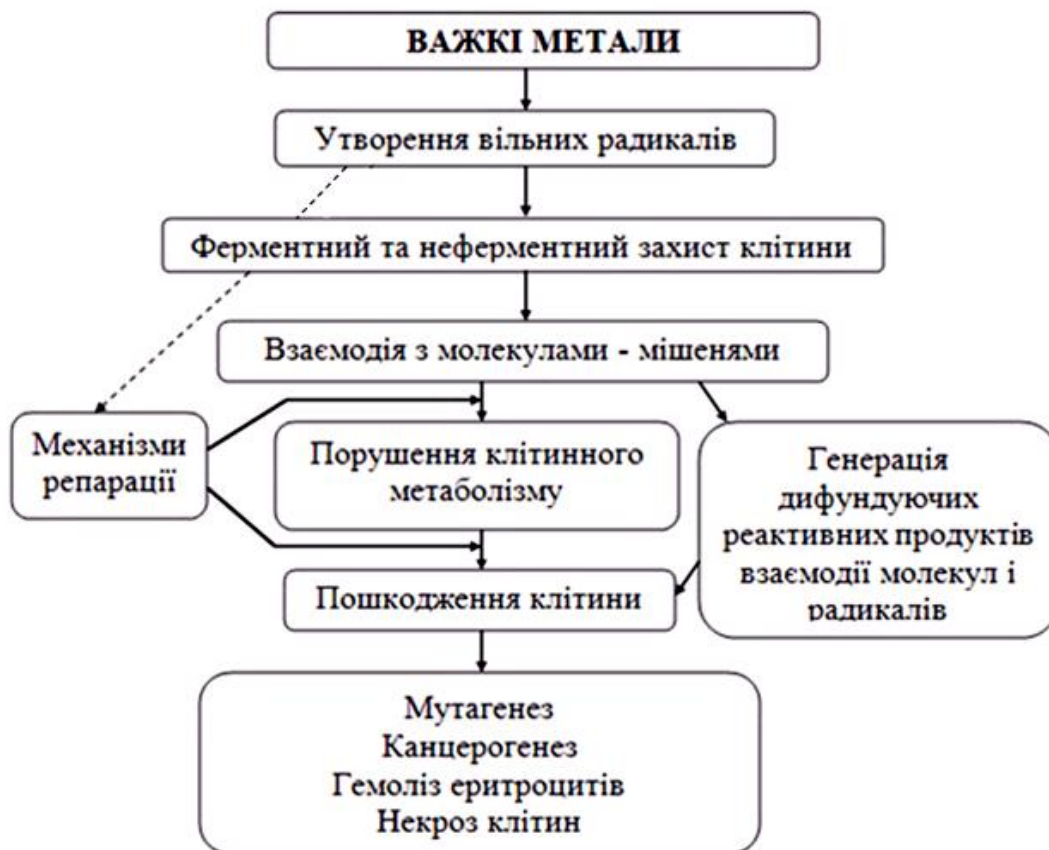 ВАЖКІ МЕТАЛИ
Утворення вільних радикалів
Ферментний та неферментний захист клітини
Взаємодія з молекулами - мішенями
Механізми
репарації
Порушення клітинного
метаболізму
Генерація
дифундуючих
реактивних продуктів
взаємодії молекул і
радикалів
Пошкодження клітини
Мутагенез
Канцерогенез
Гемоліз еритроцитів
Некроз клітин